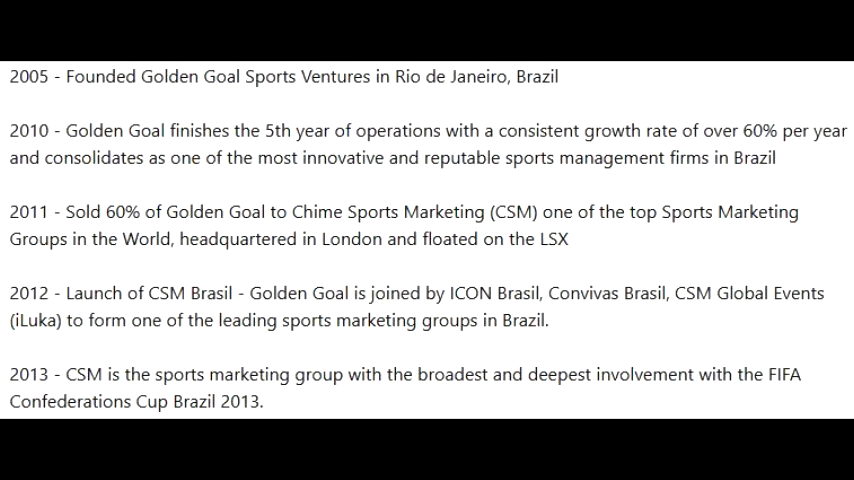 2005 - Founded Golden Goal Sports Ventures in Rio de Janeiro, Brazil
2010 - Golden Goal finishes the 5th year of operations with a consistent growth rate of over 60% per year
and consolidates as one of the most innovative and reputable sports management firms in Brazil
2011 - Sold 60% of Golden Goal to Chime Sports Marketing (CSM) one of the top Sports Marketing
Groups in the World, headquartered in London and floated on the LSX
2012 - Launch of CSM Brasil - Golden Goal is joined by ICON Brasil, Convivas Brasil, CSM Global Events
(iLuka) to form one of the leading sports marketing groups in Brazil.
2013 - CSM is the sports marketing group with the broadest and deepest involvement with the FIFA
Confederations Cup Brazil 2013.